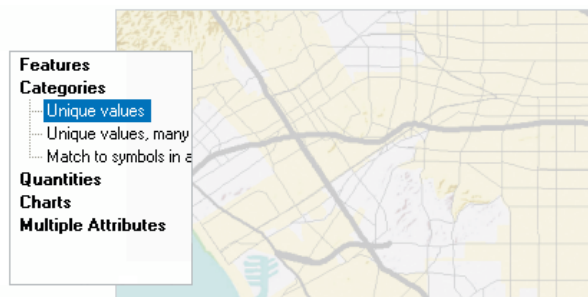 Features
Categories
Unique values
Unique values, many
Match to symbols in a
Quantities
Charts
Multiple Attributes